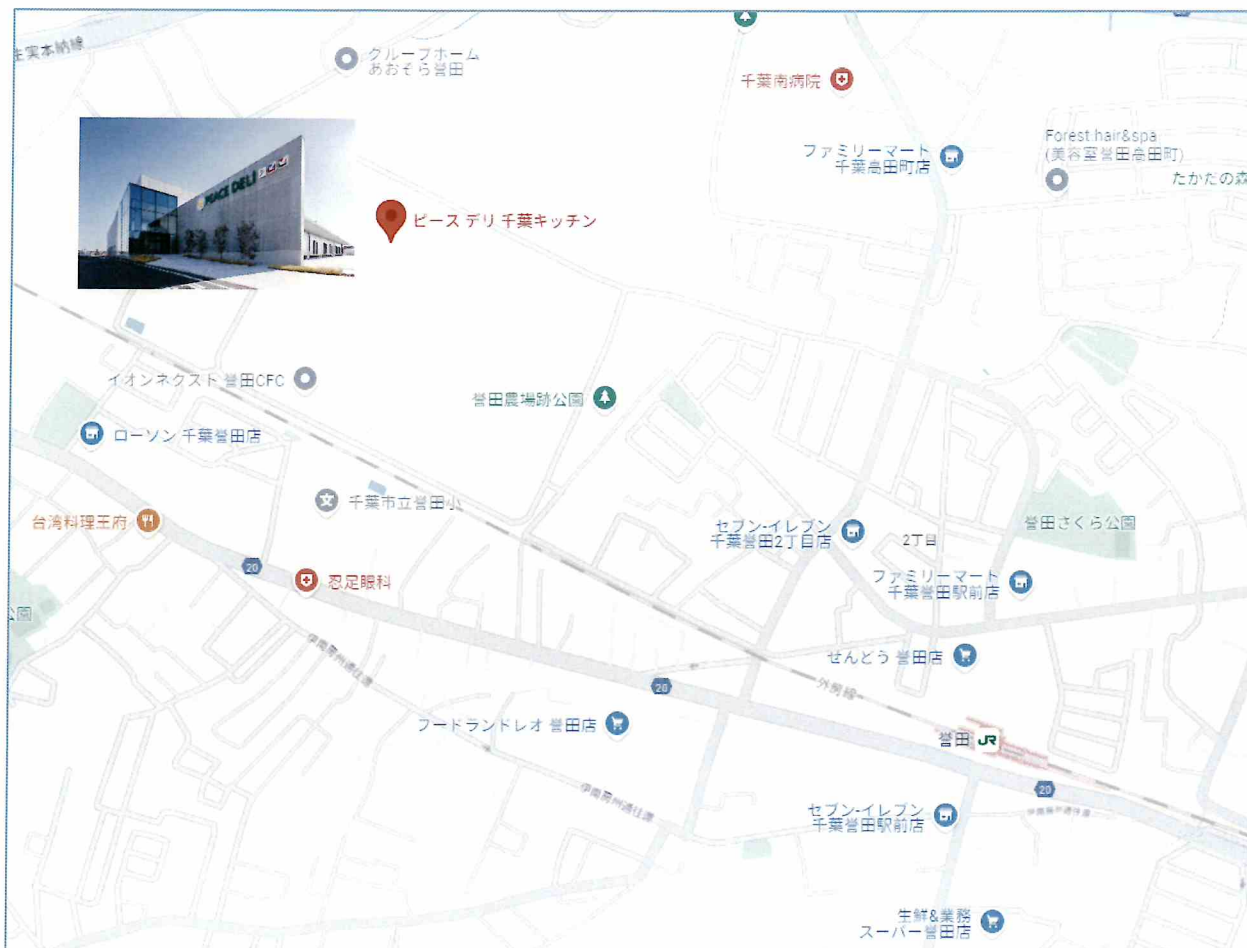 生実本納線
グループホーム
あおぞら誉田
千葉南病院
ファミリーマート
千葉高田町店
Forest hair&spa
(美容室誉田高田町)
たかだの森
PEACE DELI
ピース デリ 千葉キッチン
イオンネクスト 誉田CFC
誉田農場跡公園
ローソン 千葉誉田店
千葉市立誉田小
台湾料理王府
20
忍足眼科
セブン-イレブン
千葉誉田2丁目店
2丁目
誉田さくら公園
ファミリーマート
千葉誉田駅前店
公園
伊南房州通往還
せんどう 誉田店
20
外房線
フードランドレオ 誉田店
誉田 JR
20
伊南房州通往還
セブン-イレブン
千葉誉田駅前店
伊南房州通往還
生鮮&業務
スーパー誉田店